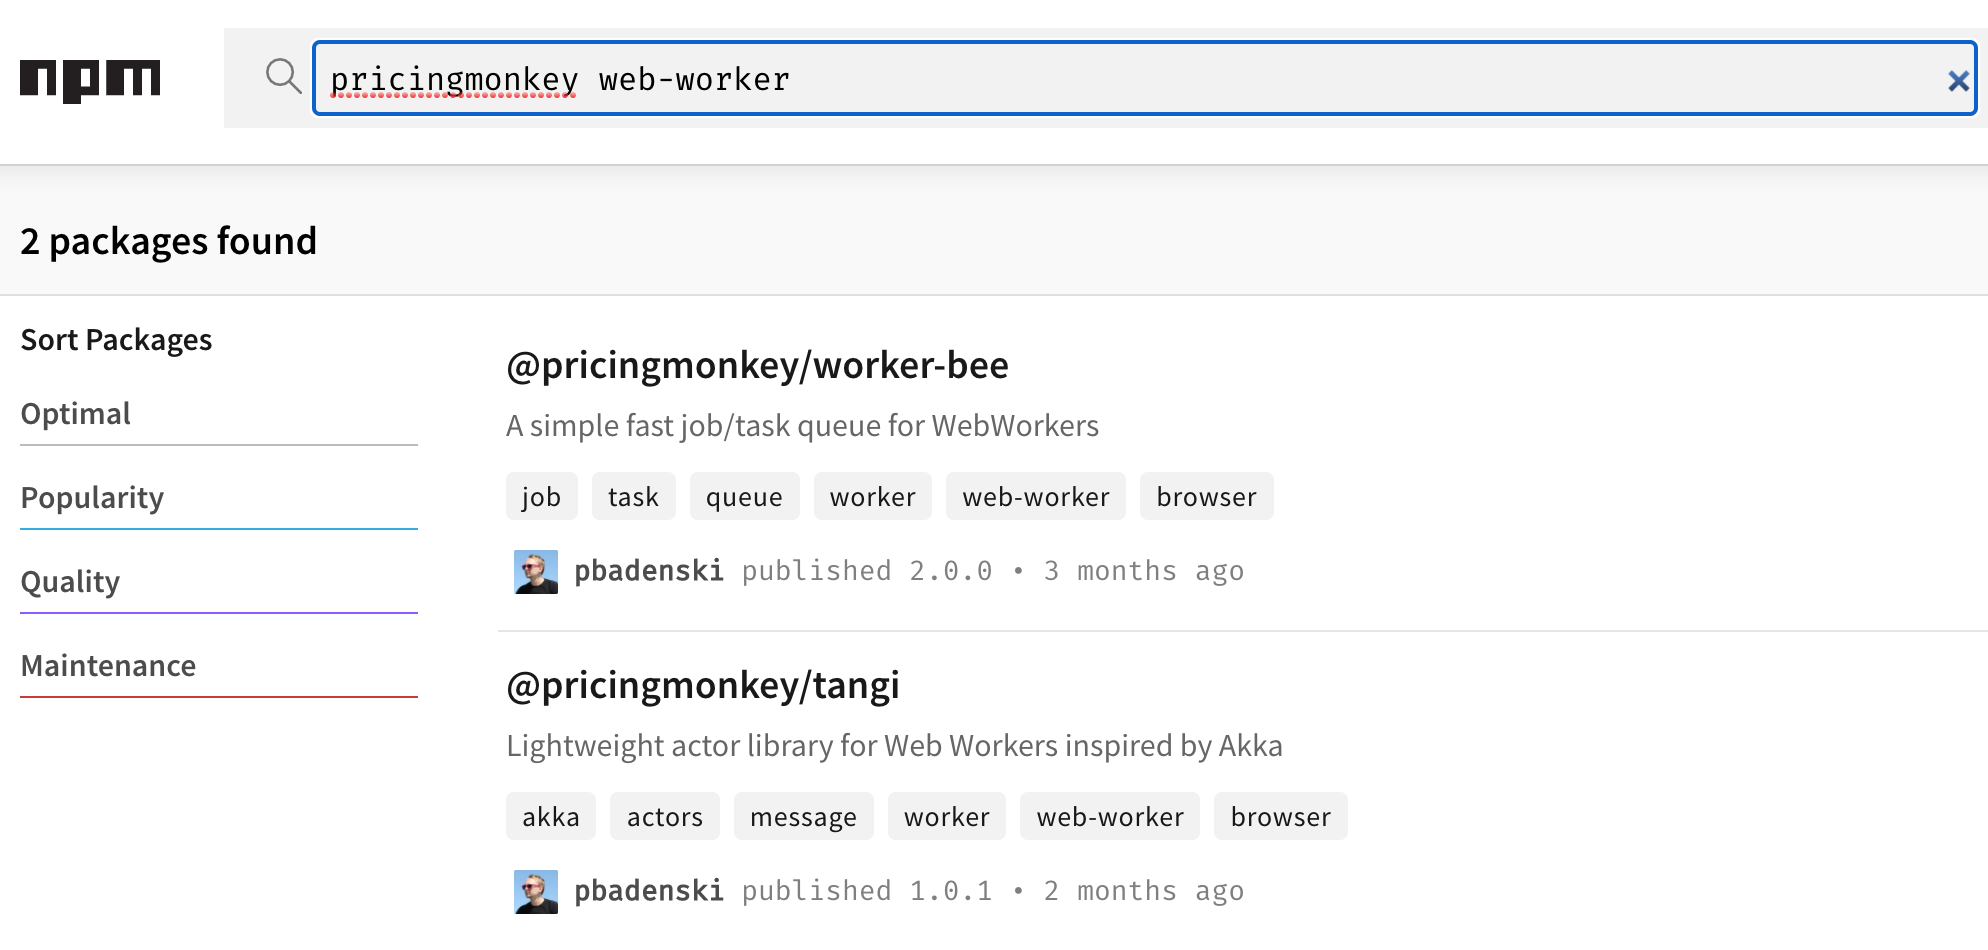 npm
pricingmonkey web-worker
2 packages found
Sort Packages
Optimal
Popularity
Quality
Maintenance
@pricingmonkey/worker-bee
A simple fast job/task queue for WebWorkers
job task queue worker web-worker browser
pbadenski published 2.0.0 • 3 months ago
@pricingmonkey/tangi
Lightweight actor library for Web Workers inspired by Akka
akka actors message worker web-worker browser
pbadenski published 1.0.1 • 2 months ago